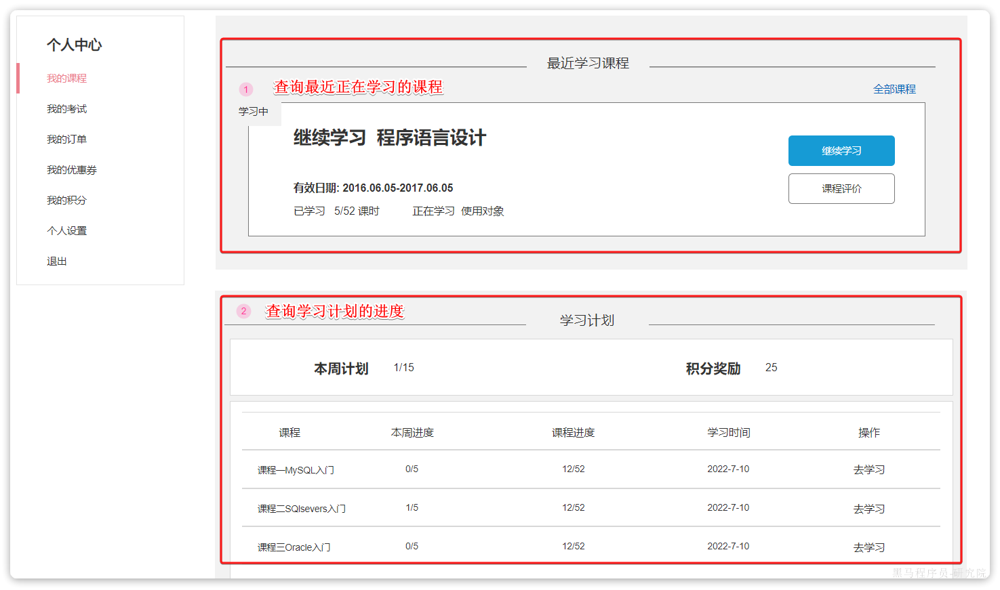 个人中心
我的课程
我的考试
我的订单
我的优惠券
我的积分
个人设置
退出
最近学习课程
1 查询最近正在学习的课程
全部课程
学习中
继续学习 程序语言设计
继续学习
有效日期: 2016.06.05-2017.06.05
课程评价
已学习 5/52 课时 正在学习 使用对象
2 查询学习计划的进度
学习计划
本周计划 1/15 积分奖励 25
课程 本周进度 课程进度 学习时间 操作
课程一MySQL入门 0/5 12/52 2022-7-10 去学习
课程二SQlsevers入门 1/5 12/52 2022-7-10 去学习
课程三Oracle入门 0/5 12/52 2022-7-10 去学习
黑马程序员-研究院